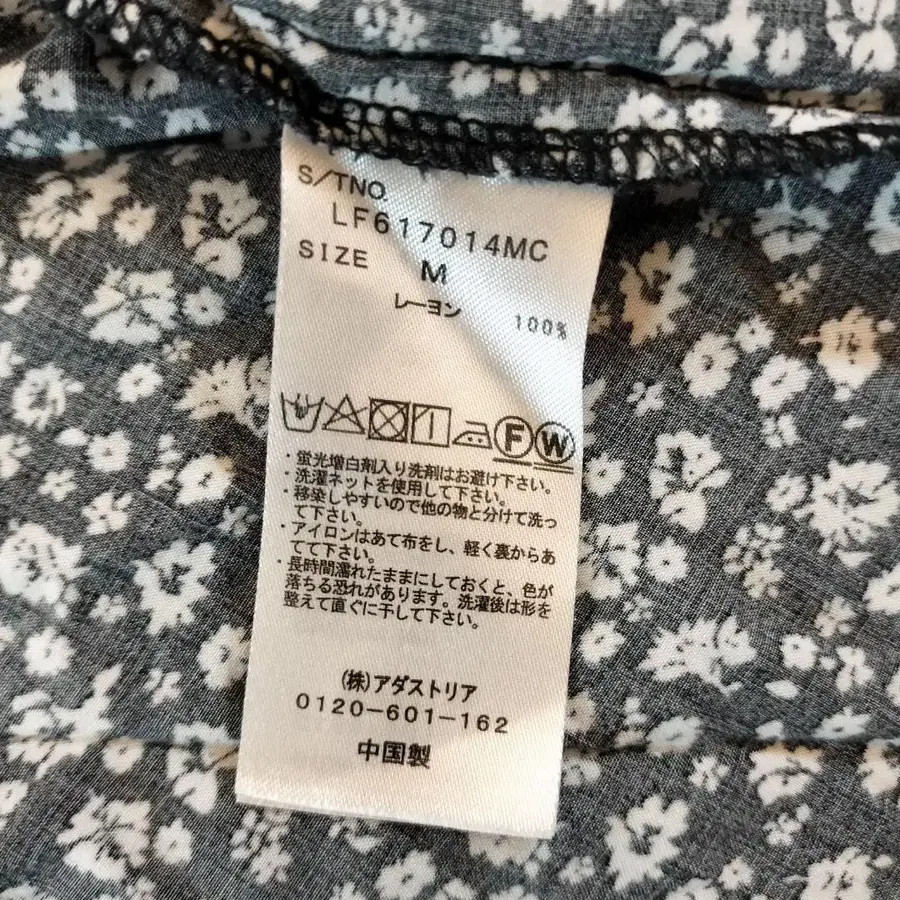 S/TNO
LF617014MC
SIZE M
レーヨン 100%
F W
・蛍光増白剤入り洗剤はお避け下さい。
・洗濯ネットを使用して下さい。
・移染しやすいので他の物と分けて洗っ
て下さい。
・アイロンはあて布をし、軽く裏からあ
てて下さい。
・長時間濡れたままにしておくと、色が
落ちる恐れがあります。洗濯後は形を
整えて直ぐに干して下さい。
(株)アダストリア
0120-601-162
中国製